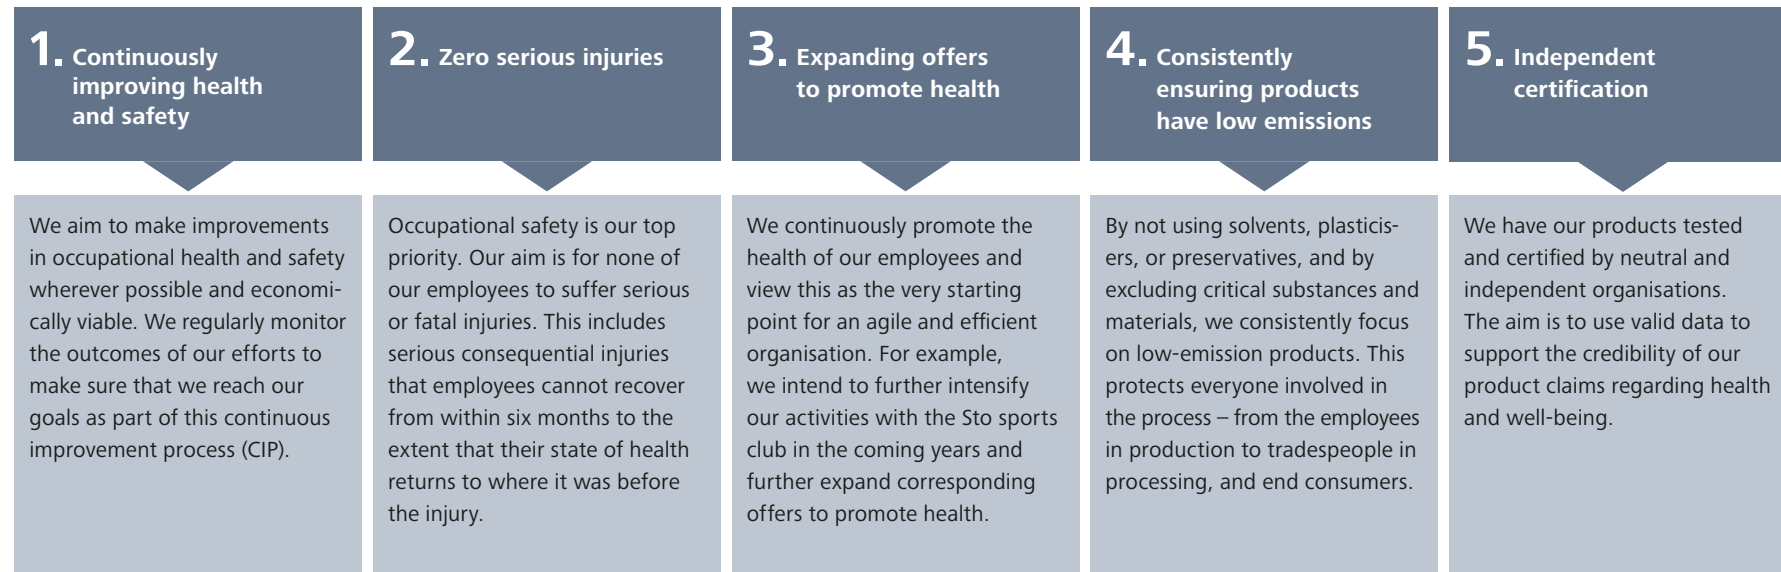 1. Continuously
improving health
and safety
We aim to make improvements
in occupational health and safety
wherever possible and economi-
cally viable. We regularly monitor
the outcomes of our efforts to
make sure that we reach our
goals as part of this continuous
improvement process (CIP).
2. Zero serious injuries
Occupational safety is our top
priority. Our aim is for none of
our employees to suffer serious
or fatal injuries. This includes
serious consequential injuries
that employees cannot recover
from within six months to the
extent that their state of health
returns to where it was before
the injury.
3. Expanding offers
to promote health
We continuously promote the
health of our employees and
view this as the very starting
point for an agile and efficient
organisation. For example,
we intend to further intensify
our activities with the Sto sports
club in the coming years and
further expand corresponding
offers to promote health.
4. Consistently
ensuring products
have low emissions
By not using solvents, plasticis-
ers, or preservatives, and by
excluding critical substances and
materials, we consistently focus
on low-emission products. This
protects everyone involved in
the process – from the employees
in production to tradespeople in
processing, and end consumers.
5. Independent
certification
We have our products tested
and certified by neutral and
independent organisations.
The aim is to use valid data to
support the credibility of our
product claims regarding health
and well-being.